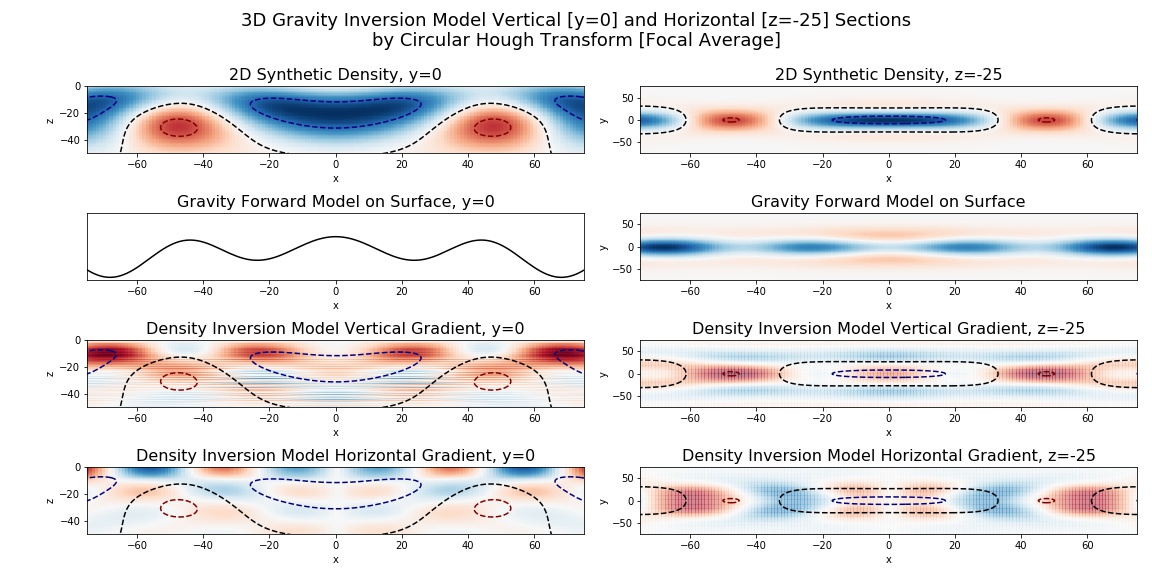 3D Gravity Inversion Model Vertical [y=0] and Horizontal [z=-25] Sections
by Circular Hough Transform [Focal Average]
2D Synthetic Density, y=0
0
−20
−40
z
−60 −40 −20 0 20 40 60
x
2D Synthetic Density, z=-25
50
0
−50
y
−60 −40 −20 0 20 40 60
x
Gravity Forward Model on Surface, y=0
−60 −40 −20 0 20 40 60
x
Gravity Forward Model on Surface
50
0
−50
y
−60 −40 −20 0 20 40 60
x
Density Inversion Model Vertical Gradient, y=0
0
−20
−40
z
−60 −40 −20 0 20 40 60
x
Density Inversion Model Vertical Gradient, z=-25
50
0
−50
y
−60 −40 −20 0 20 40 60
x
Density Inversion Model Horizontal Gradient, y=0
0
−20
−40
z
−60 −40 −20 0 20 40 60
x
Density Inversion Model Horizontal Gradient, z=-25
50
0
−50
y
−60 −40 −20 0 20 40 60
x